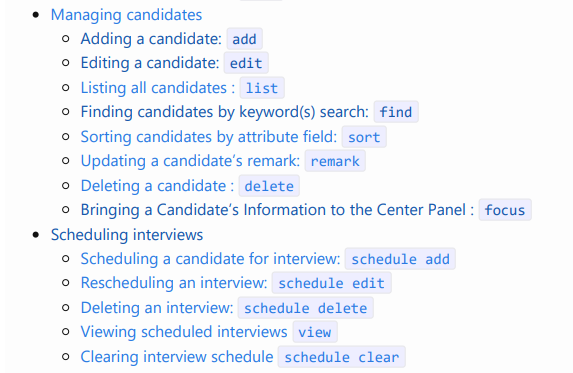 Managing candidates
Adding a candidate: add
Editing a candidate: edit
Listing all candidates : list
Finding candidates by keyword(s) search: find
Sorting candidates by attribute field: sort
Updating a candidate's remark: remark
Deleting a candidate : delete
Bringing a Candidate's Information to the Center Panel : focus
Scheduling interviews
Scheduling a candidate for interview: schedule add
Rescheduling an interview: schedule edit
Deleting an interview: schedule delete
Viewing scheduled interviews view
Clearing interview schedule schedule clear